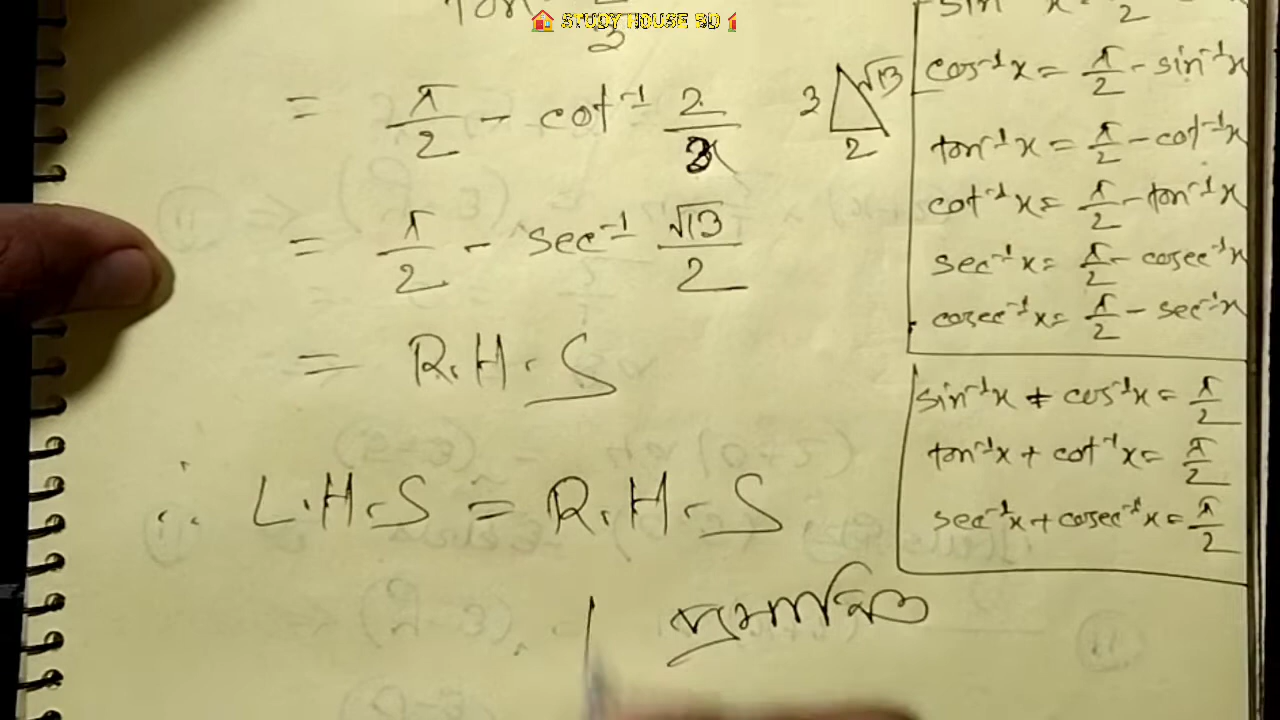 🏠 STUDY HOUSE BD
3
= π/2 - cot⁻¹ 2/3
3 √13 2
= π/2 - sec⁻¹ √13/2
= R.H.S
∴ L.H.S = R.H.S
প্রমাণিত
cos⁻¹x = π/2 - sin⁻¹x
tan⁻¹x = π/2 - cot⁻¹x
cot⁻¹x = π/2 - tan⁻¹x
sec⁻¹x = π/2 - cosec⁻¹x
cosec⁻¹x = π/2 - sec⁻¹x
sin⁻¹x + cos⁻¹x = π/2
tan⁻¹x + cot⁻¹x = π/2
sec⁻¹x + cosec⁻¹x = π/2